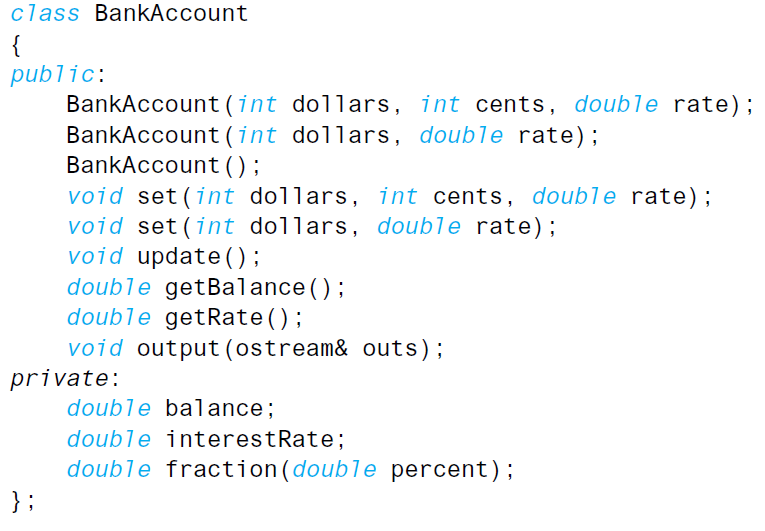 class BankAccount
{
public:
    BankAccount(int dollars, int cents, double rate);
    BankAccount(int dollars, double rate);
    BankAccount();
    void set(int dollars, int cents, double rate);
    void set(int dollars, double rate);
    void update();
    double getBalance();
    double getRate();
    void output(ostream& outs);
private:
    double balance;
    double interestRate;
    double fraction(double percent);
};